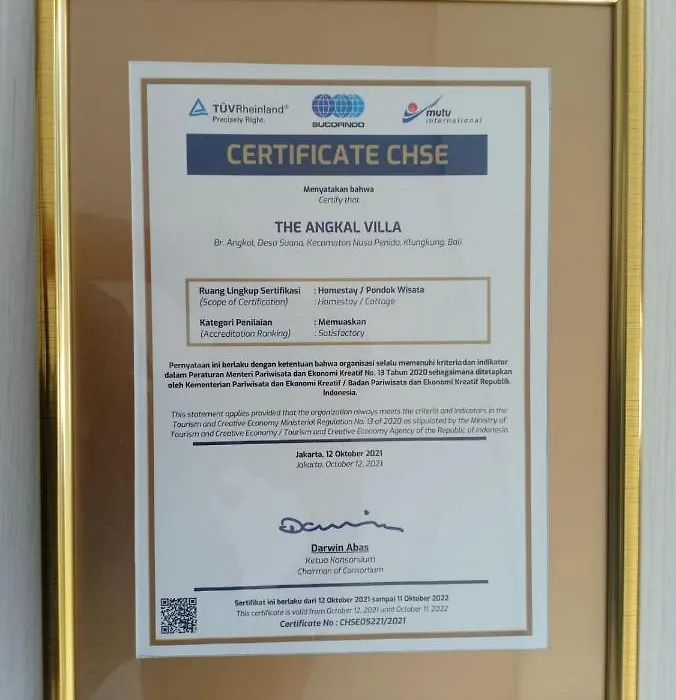 TÜVRheinland®
Precisely Right.
SUCOFINDO
mutu
international
CERTIFICATE CHSE
Menyatakan bahwa
Certify that
THE ANGKAL VILLA
Br. Angkal, Desa Suana, Kecamatan Nusa Penida, Klungkung, Bali
Ruang Lingkup Sertifikasi : Homestay / Pondok Wisata
(Scope of Certification) : Homestay / Cottage
Kategori Penilaian : Memuaskan
(Accreditation Ranking) : Satisfactory
Pernyataan ini berlaku dengan ketentuan bahwa organisasi selalu memenuhi kriteria dan indikator
dalam Peraturan Menteri Pariwisata dan Ekonomi Kreatif No. 13 Tahun 2020 sebagaimana ditetapkan
oleh Kementerian Pariwisata dan Ekonomi Kreatif / Badan Pariwisata dan Ekonomi Kreatif Republik
Indonesia.
This statement applies provided that the organization always meets the criteria and indicators in the
Tourism and Creative Economy Ministerial Regulation No. 13 of 2020 as stipulated by the Ministry of
Tourism and Creative Economy / Tourism and Creative Economy Agency of the Republic of Indonesia.
Jakarta, 12 Oktober 2021
Jakarta, October 12, 2021
Darwin
Darwin Abas
Ketua Konsorsium
Chairman of Consortium
Sertifikat ini berlaku dari 12 Oktober 2021 sampai 11 Oktober 2022
This certificate is valid from October 12, 2021 until October 11, 2022
Certificate No : CHSE05221/2021